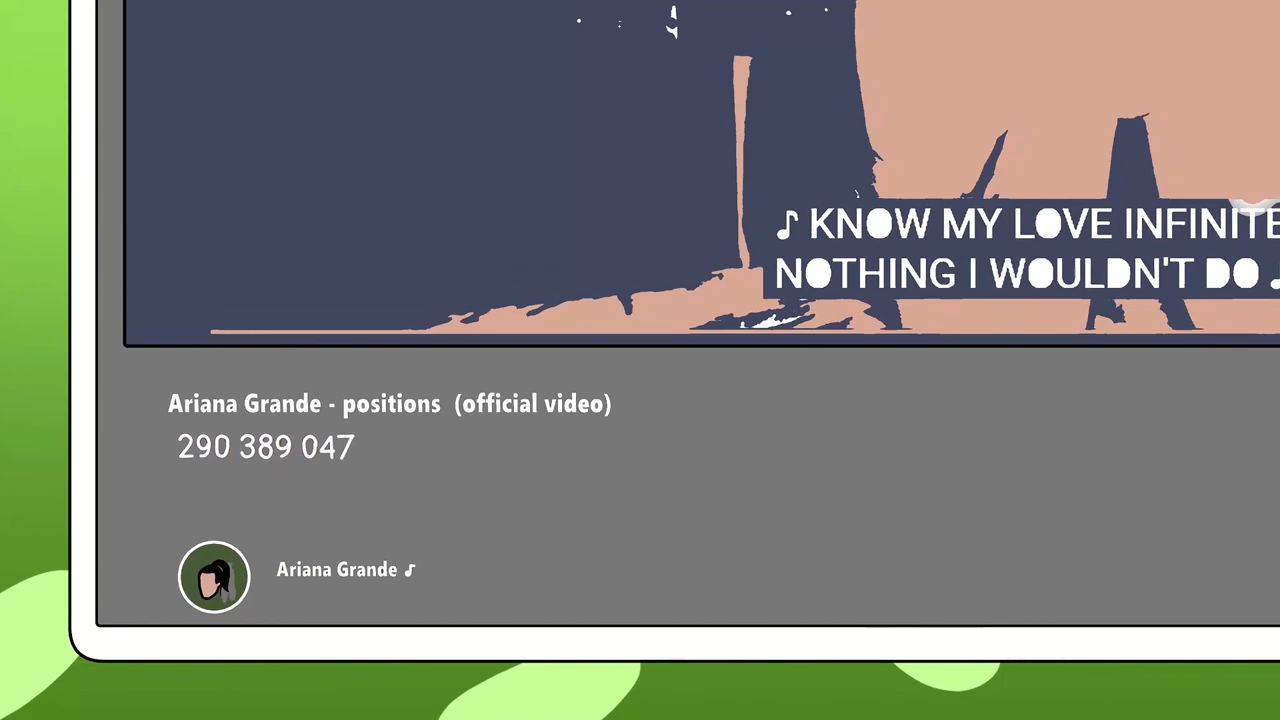 ♪ KNOW MY LOVE INFINITE
NOTHING I WOULDN'T DO ♪
Ariana Grande - positions (official video)
290 389 047
Ariana Grande ♪